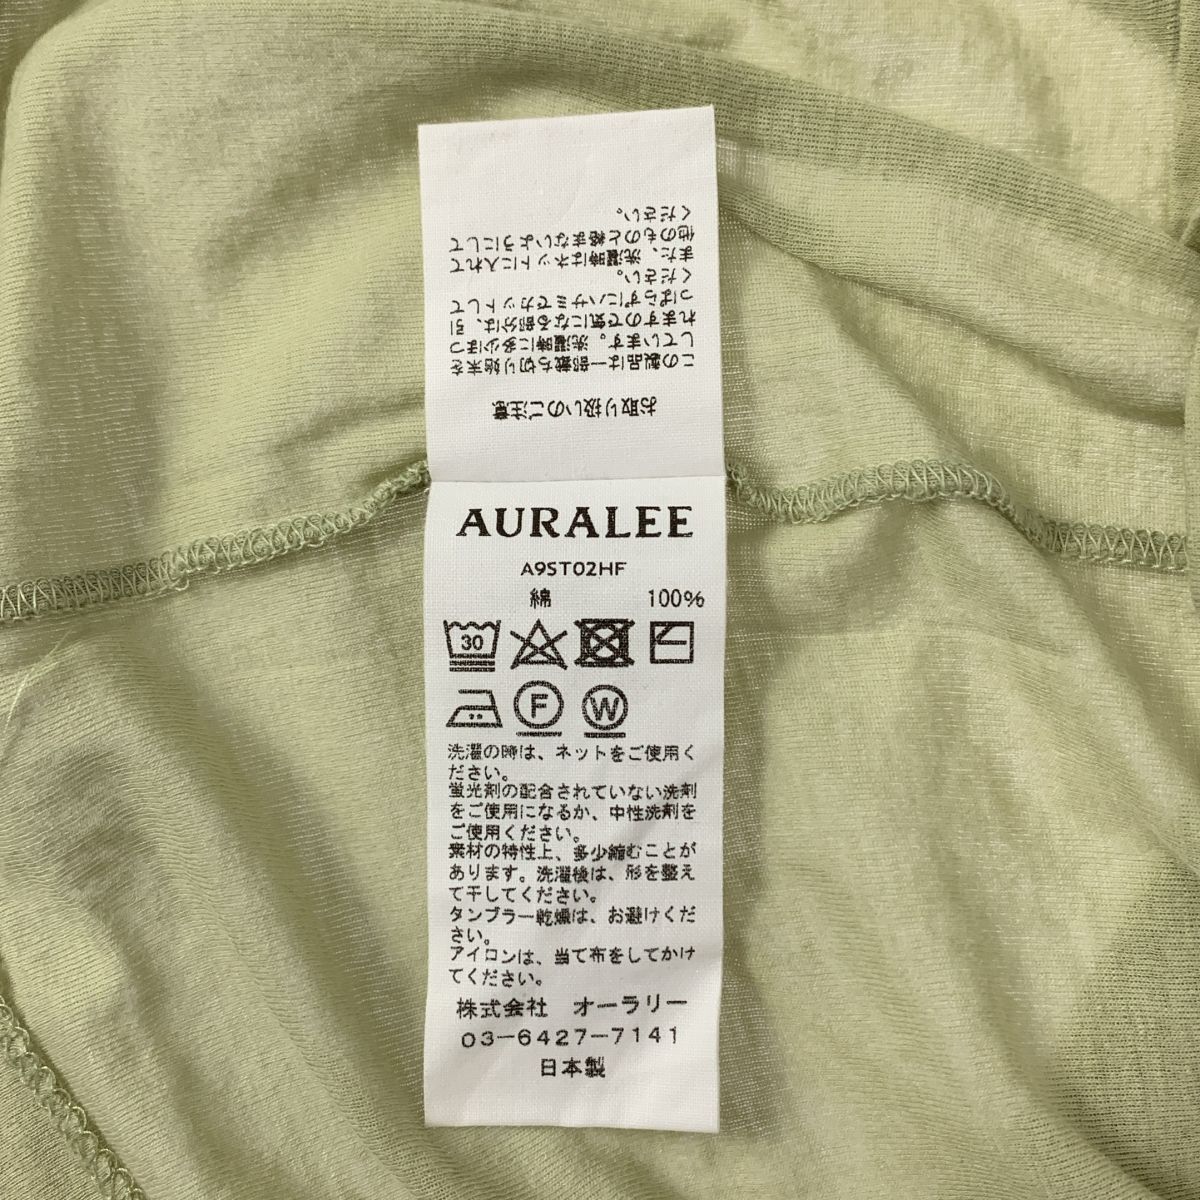 お取り扱いのご注意
この製品は一部裁ち切り始末を
しています。洗濯時に多少ほつ
れますので気になる部分は、引
っぱらずにハサミでカットして
ください。
また、洗濯時はネットに入れて
他のものと絡まないようにして
ください。
AURALEE
A9ST02HF
綿 100%
30
F W
洗濯の時は、ネットをご使用く
ださい。
蛍光剤の配合されていない洗剤
をご使用になるか、中性洗剤を
ご使用ください。
素材の特性上、多少縮むことが
あります。洗濯後は、形を整え
て干してください。
タンブラー乾燥は、お避けくだ
さい。
アイロンは、当て布をしてかけ
てください。
株式会社 オーラリー
03-6427-7141
日本製